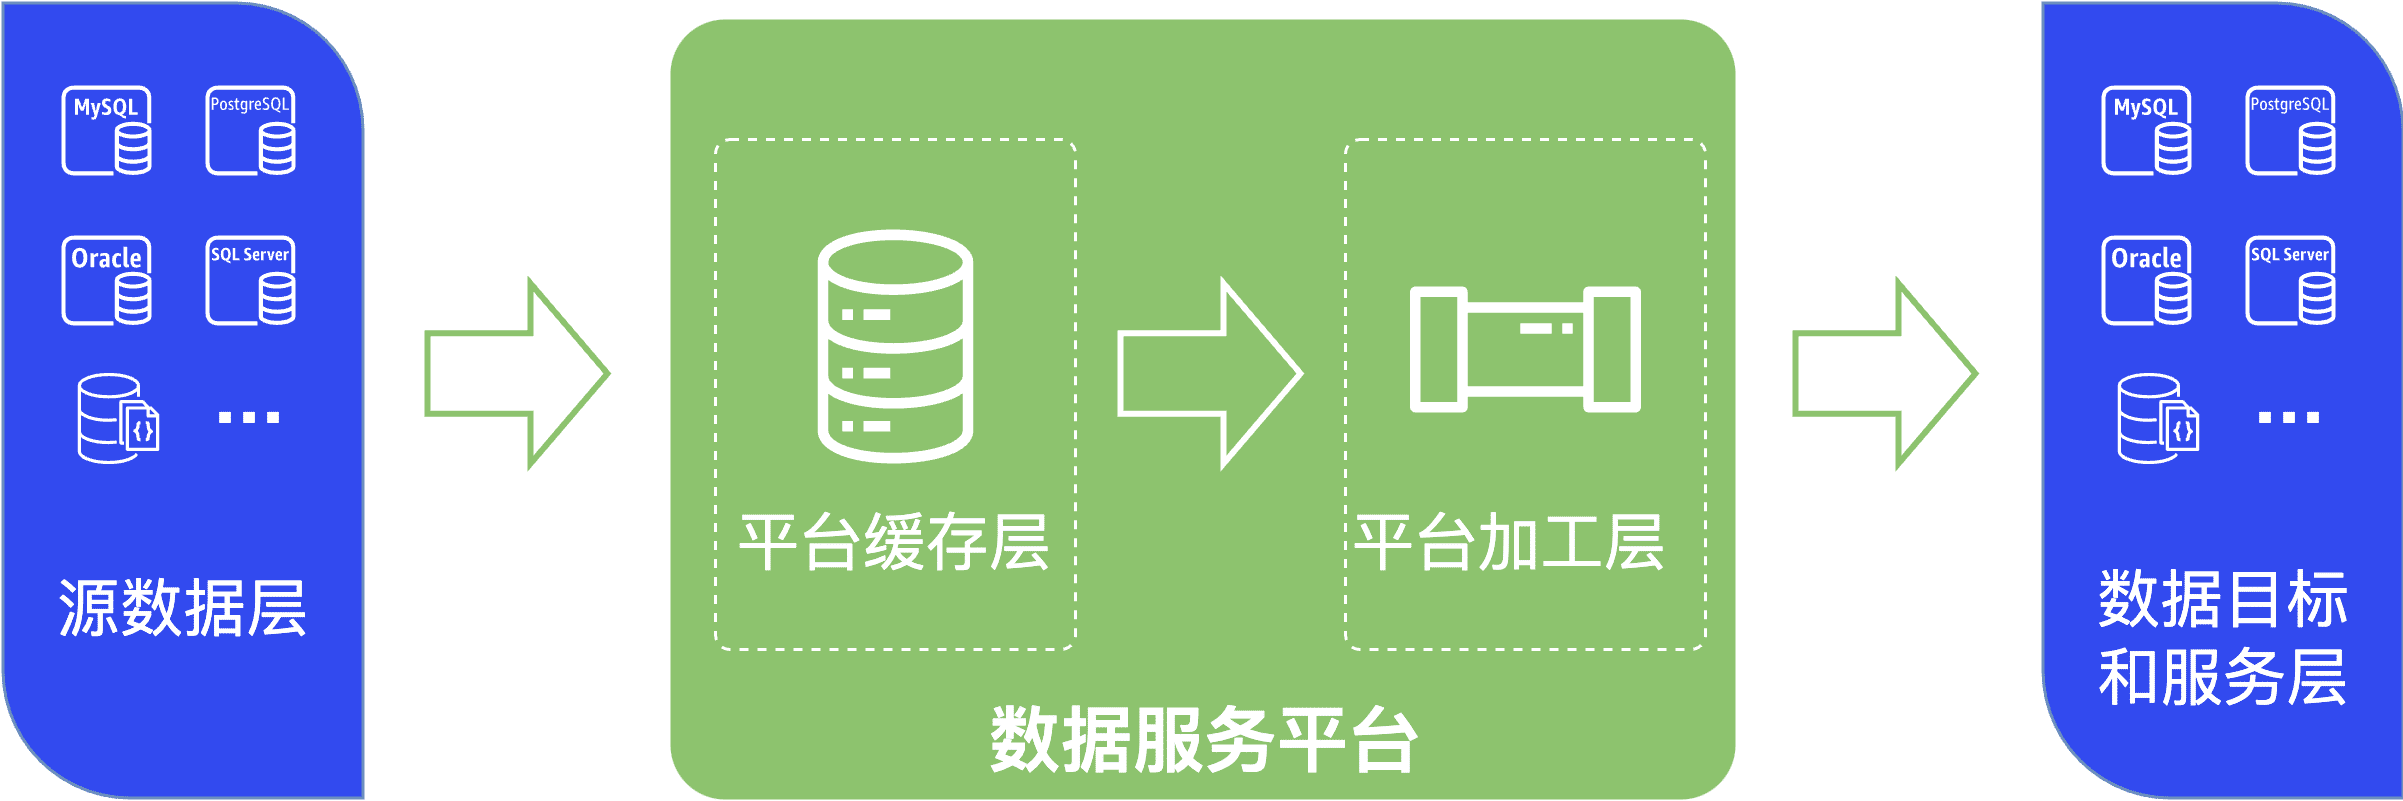 MySQL
PostgreSQL
Oracle
SQL Server
{}
...
源数据层
平台缓存层
平台加工层
数据服务平台
MySQL
PostgreSQL
Oracle
SQL Server
{}
...
数据目标
和服务层